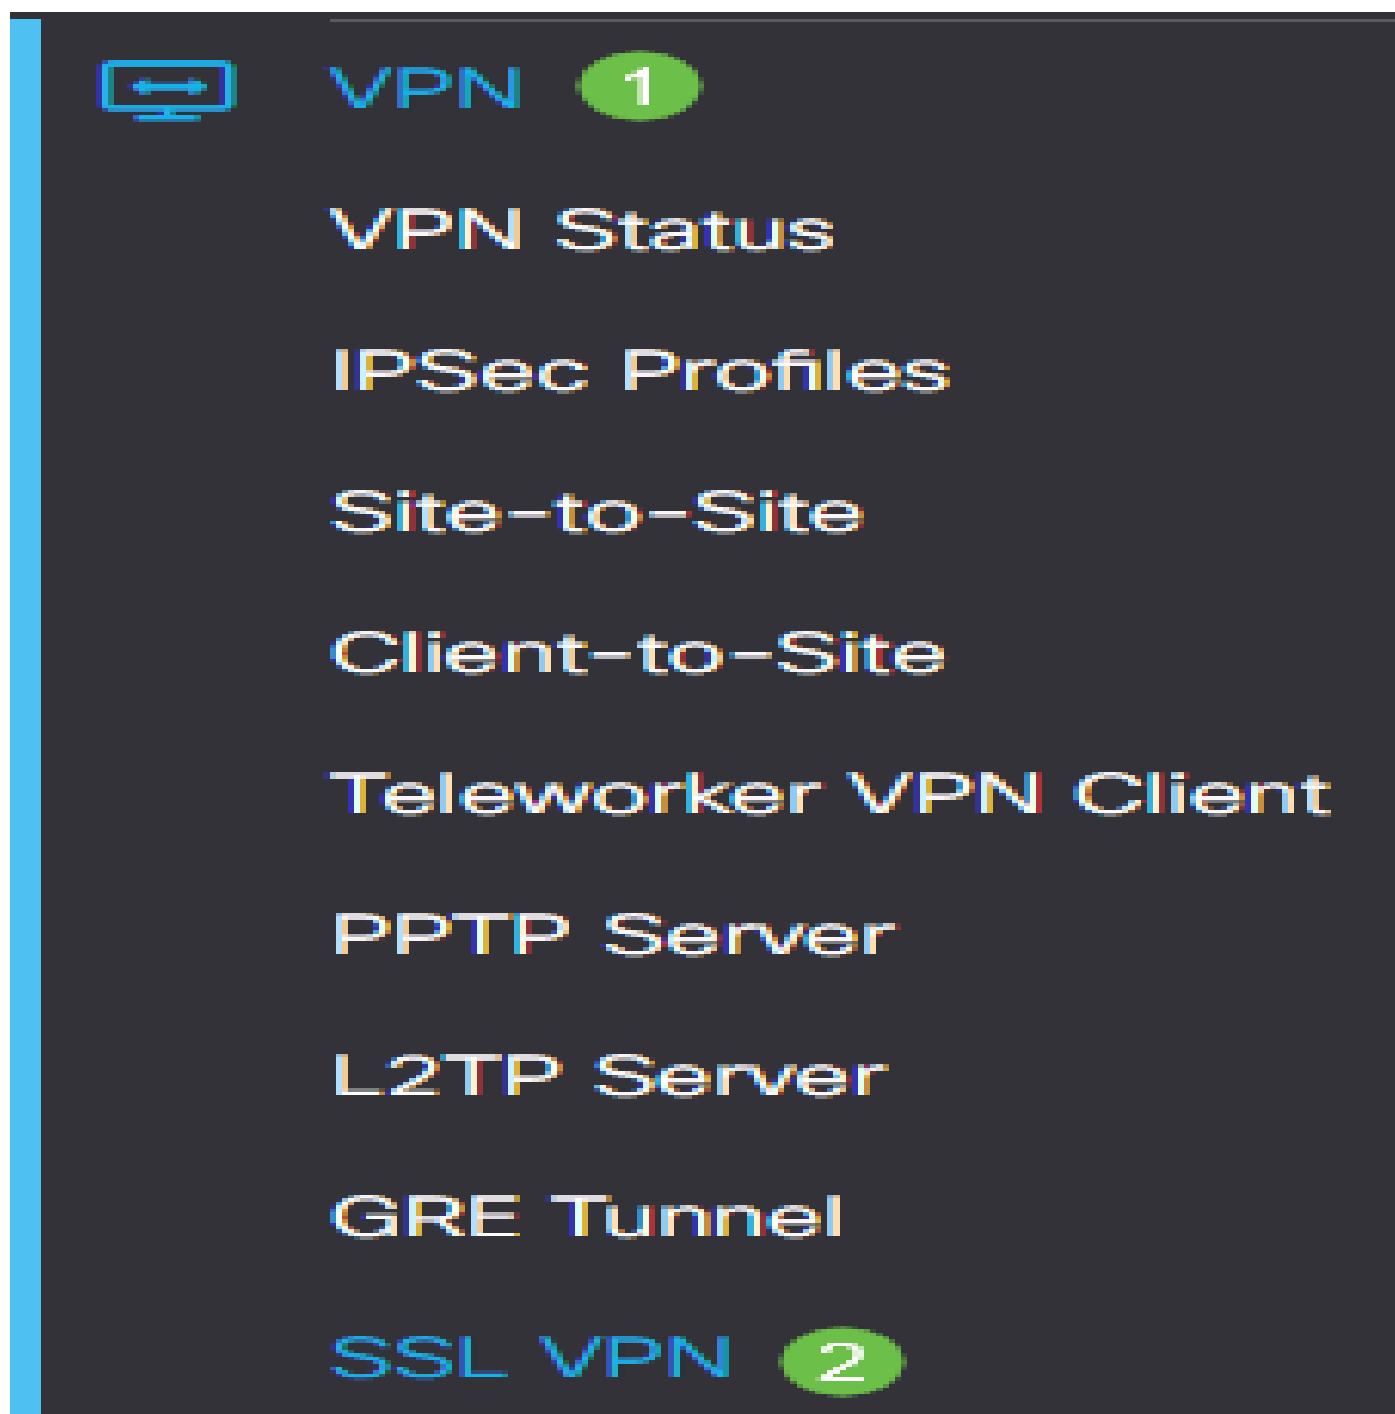 VPN 1
VPN Status
IPSec Profiles
Site-to-Site
Client-to-Site
Teleworker VPN Client
PPTP Server
L2TP Server
GRE Tunnel
SSL VPN 2